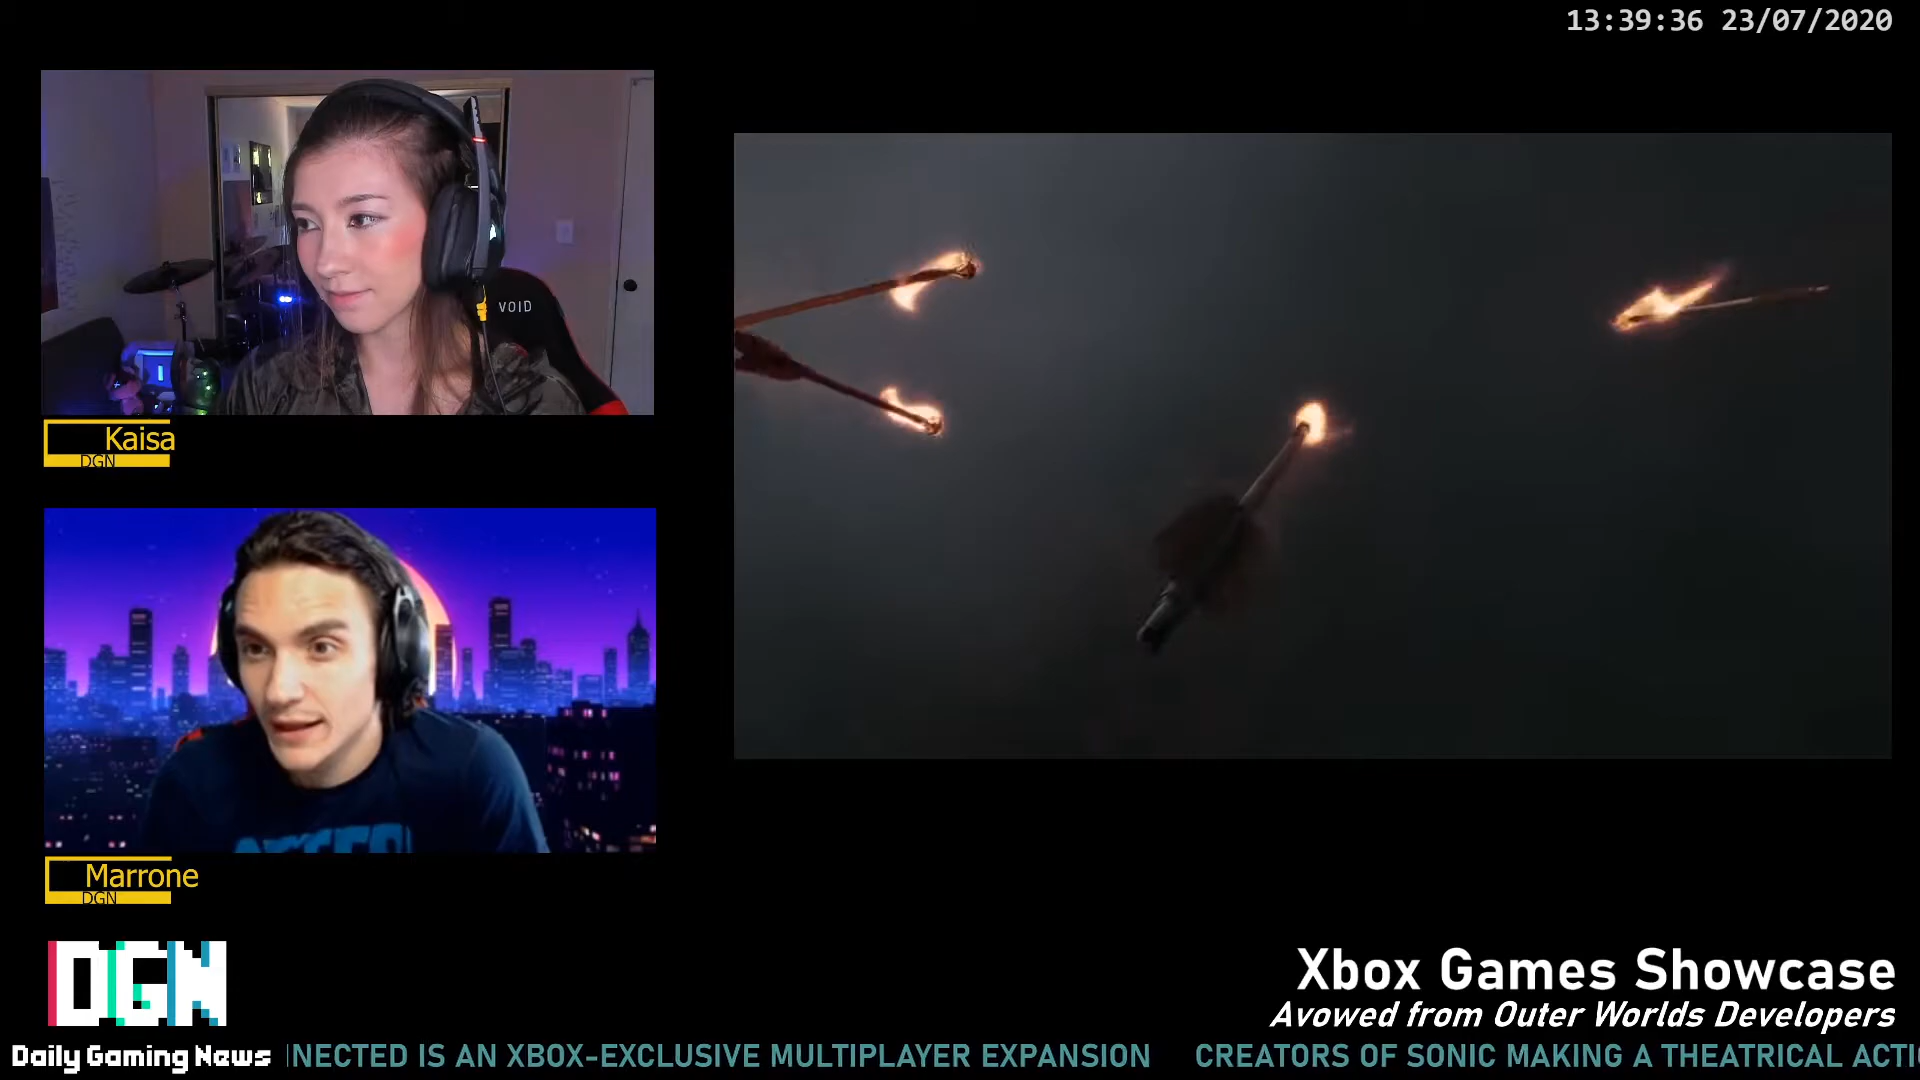 13:39:36 23/07/2020
VOID
Kaisa
DGN
Marrone
DGN
DGN
Daily Gaming News
Xbox Games Showcase
Avowed from Outer Worlds Developers
INECTED IS AN XBOX-EXCLUSIVE MULTIPLAYER EXPANSION CREATORS OF SONIC MAKING A THEATRICAL ACTI